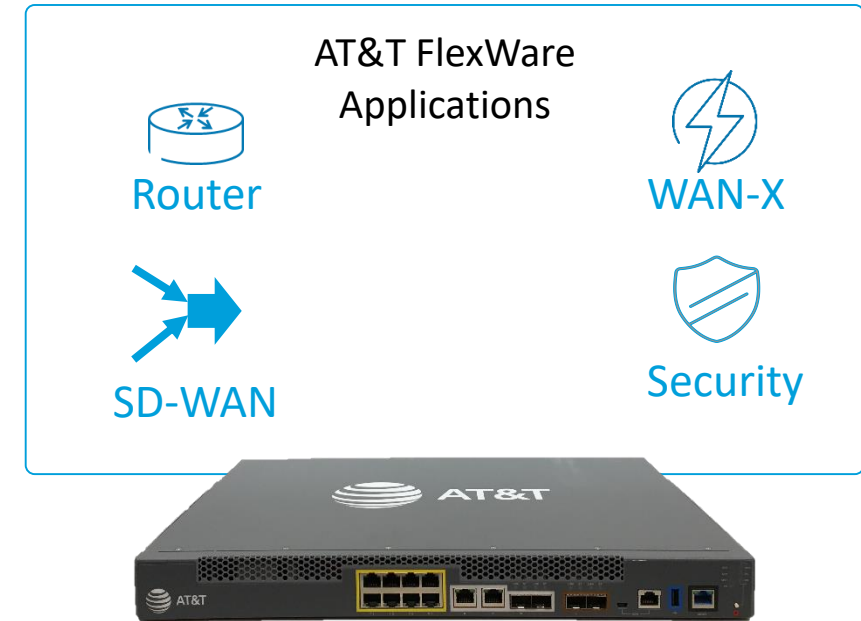 AT&T FlexWare
Applications
Router
WAN-X
SD-WAN
Security
AT&T
AT&T